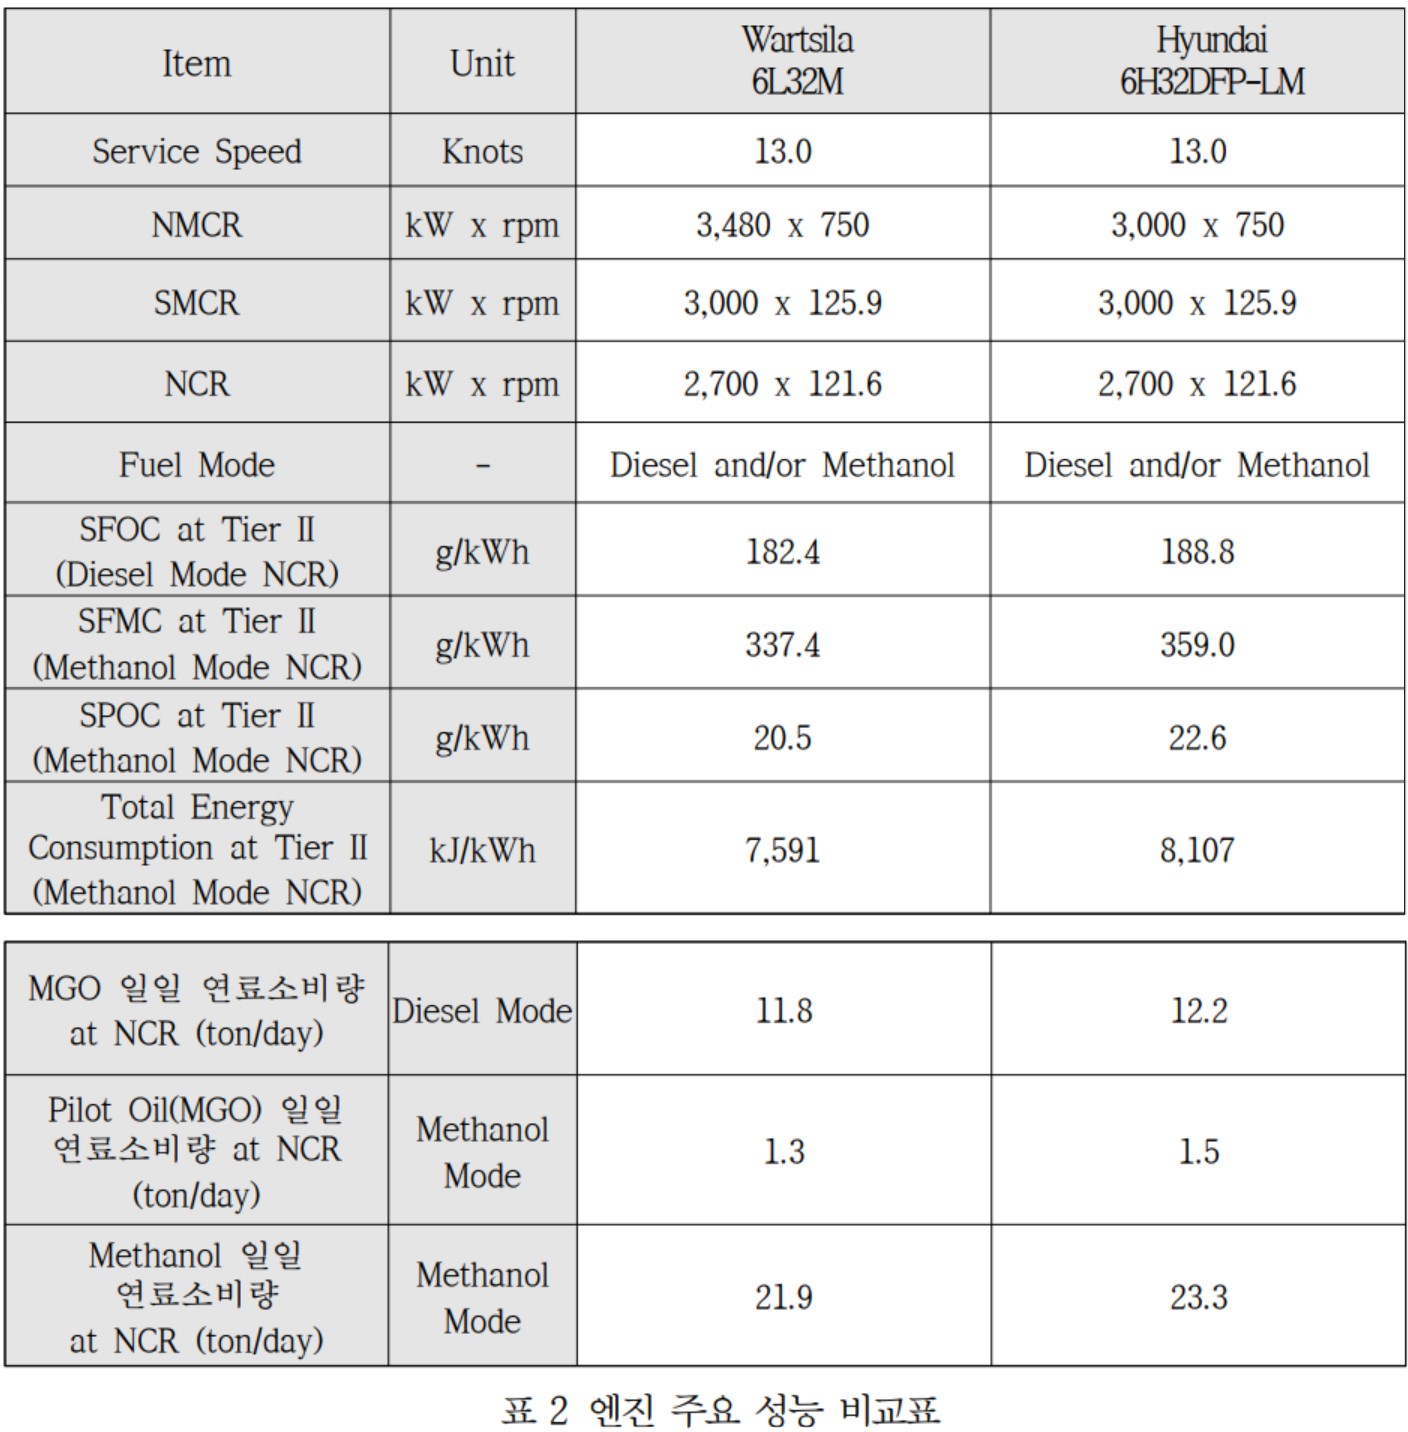 Item Unit Wartsila 6L32M Hyundai 6H32DFP-LM
Service Speed Knots 13.0 13.0
NMCR kW x rpm 3,480 x 750 3,000 x 750
SMCR kW x rpm 3,000 x 125.9 3,000 x 125.9
NCR kW x rpm 2,700 x 121.6 2,700 x 121.6
Fuel Mode - Diesel and/or Methanol Diesel and/or Methanol
SFOC at Tier Ⅱ
(Diesel Mode NCR) g/kWh 182.4 188.8
SFMC at Tier Ⅱ
(Methanol Mode NCR) g/kWh 337.4 359.0
SPOC at Tier Ⅱ
(Methanol Mode NCR) g/kWh 20.5 22.6
Total Energy
Consumption at Tier Ⅱ
(Methanol Mode NCR) kJ/kWh 7,591 8,107
MGO 일일 연료소비량
at NCR (ton/day) Diesel Mode 11.8 12.2
Pilot Oil(MGO) 일일
연료소비량 at NCR
(ton/day) Methanol Mode 1.3 1.5
Methanol 일일
연료소비량
at NCR (ton/day) Methanol Mode 21.9 23.3
표 2 엔진 주요 성능 비교표